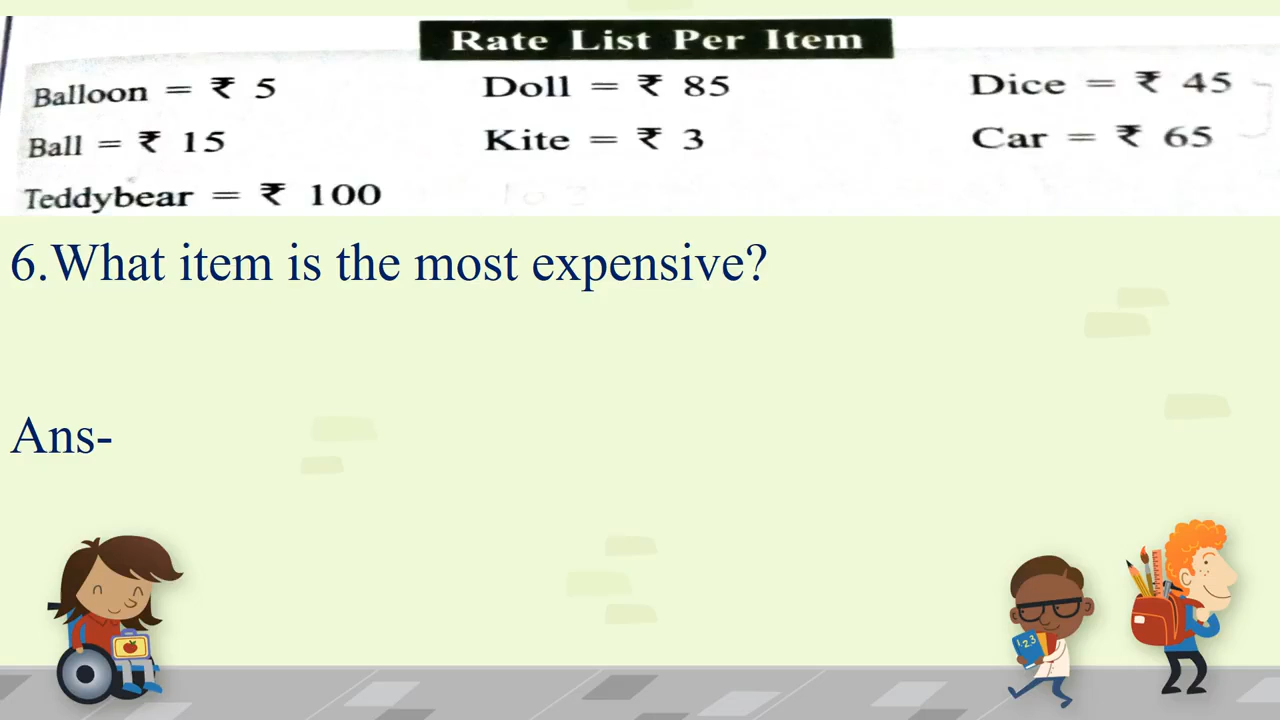 Rate List Per Item
Balloon = ₹ 5 Doll = ₹ 85 Dice = ₹ 45
Ball = ₹ 15 Kite = ₹ 3 Car = ₹ 65
Teddybear = ₹ 100
6.What item is the most expensive?
Ans-
123